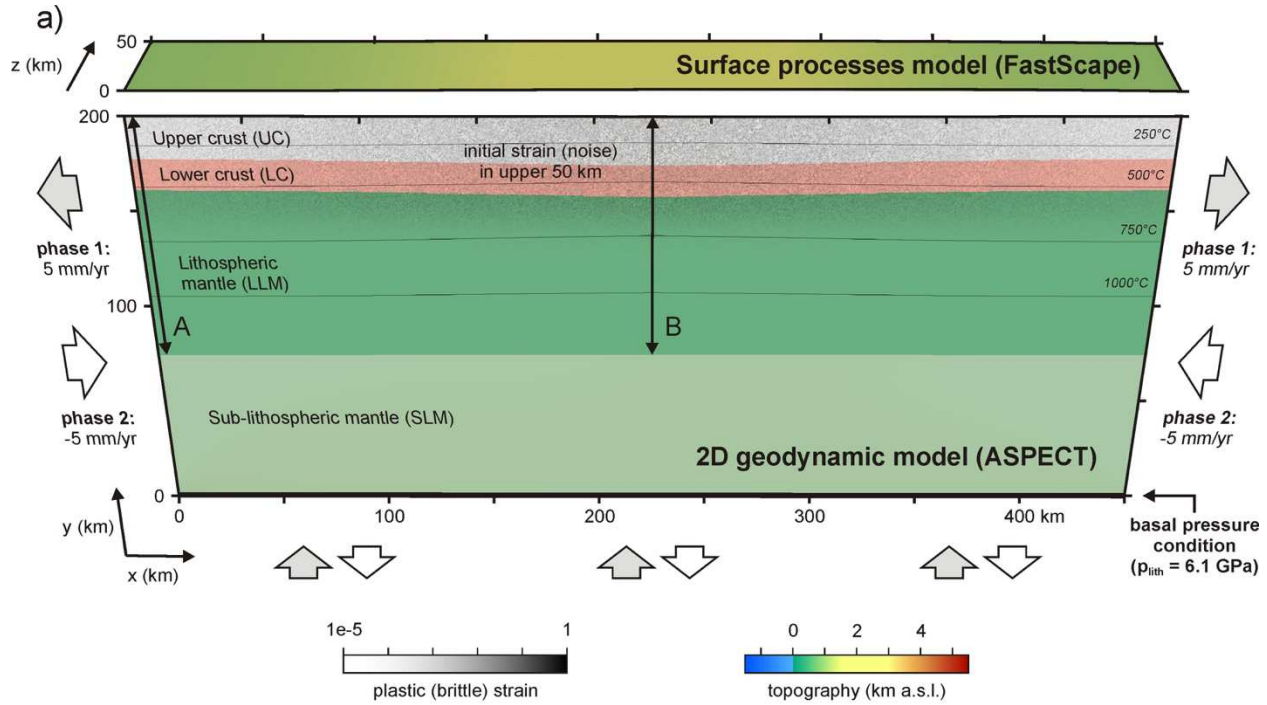 a)
50
z (km)
0
Surface processes model (FastScape)
200
Upper crust (UC)
initial strain (noise)
in upper 50 km
250°C
Lower crust (LC)
500°C
phase 1:
5 mm/yr
750°C
phase 1:
5 mm/yr
Lithospheric
mantle (LLM)
1000°C
100
A
B
phase 2:
-5 mm/yr
Sub-lithospheric mantle (SLM)
phase 2:
-5 mm/yr
2D geodynamic model (ASPECT)
0
y (km)
0
100
200
300
400 km
x (km)
basal pressure
condition
(plith = 6.1 GPa)
1e-5
1
plastic (brittle) strain
0
2
4
topography (km a.s.l.)